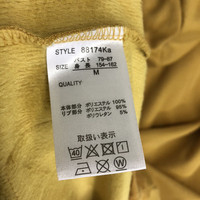 STYLE 88174Ka
バスト 79-87
SIZE 身 長 154-162
M
QUALITY
本体部分 ポリエステル 100%
リブ部分 ポリエステル 95%
ポリウレタン 5%
取扱い表示
40